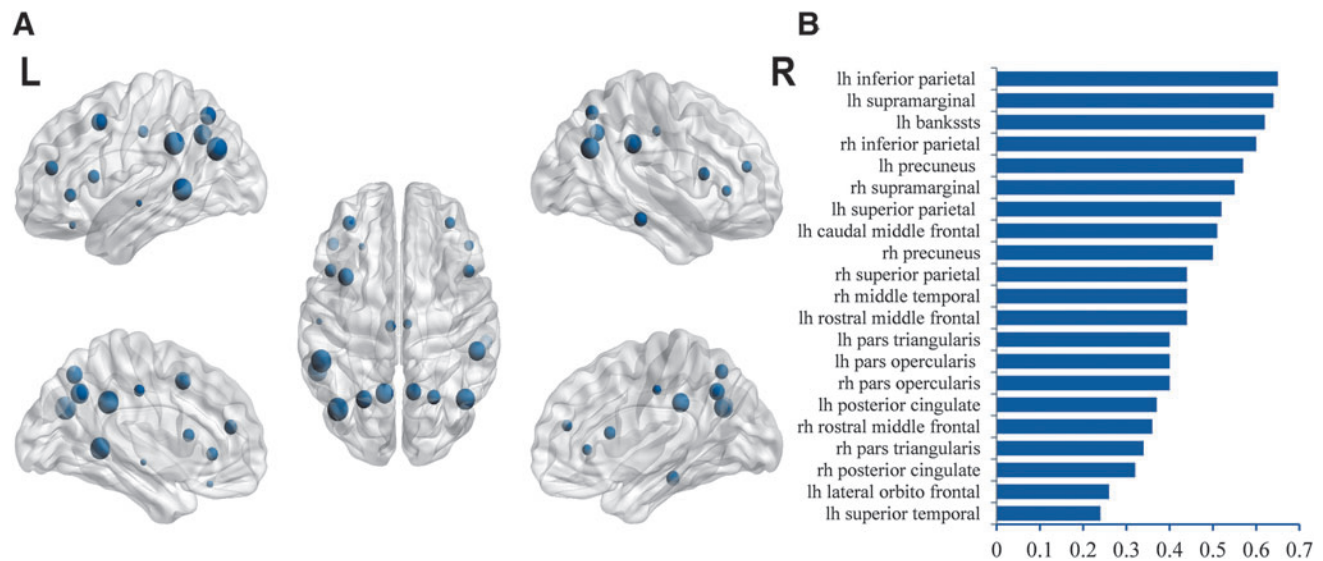 A
B
L
R
lh inferior parietal
lh supramarginal
lh bankssts
rh inferior parietal
lh precuneus
rh supramarginal
lh superior parietal
lh caudal middle frontal
rh precuneus
rh superior parietal
rh middle temporal
lh rostral middle frontal
lh pars triangularis
lh pars opercularis
rh pars opercularis
lh posterior cingulate
rh rostral middle frontal
rh pars triangularis
rh posterior cingulate
lh lateral orbito frontal
lh superior temporal
0 0.1 0.2 0.3 0.4 0.5 0.6 0.7